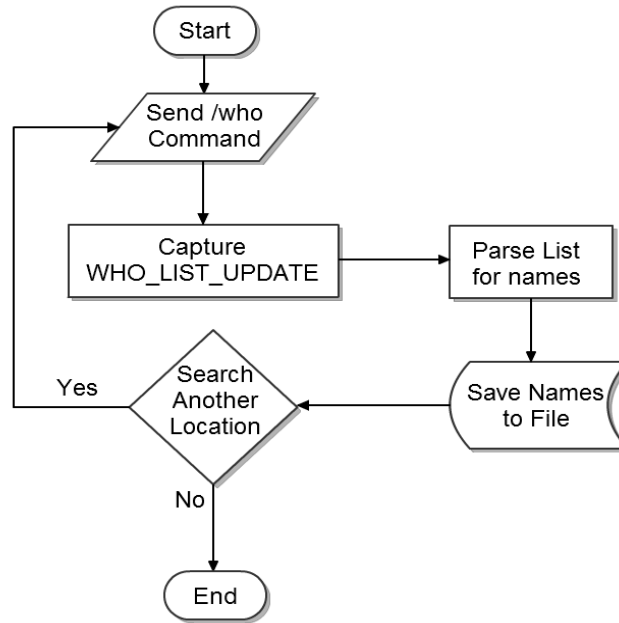 Start
Send /who
Command
Capture
WHO_LIST_UPDATE
Parse List
for names
Save Names
to File
Search
Another
Location
Yes
No
End